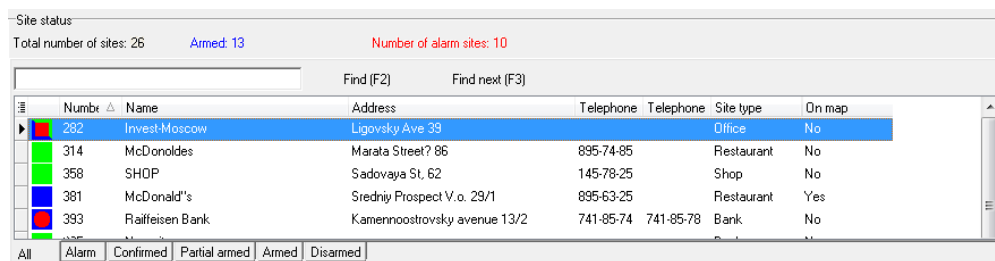 Site status
Total number of sites: 26 Armed: 13 Number of alarm sites: 10
Find (F2) Find next (F3)
Numbe Name Address Telephone Telephone Site type On map
282 Invest-Moscow Ligovsky Ave 39 Office No
314 McDonoldes Marata Street? 86 895-74-85 Restaurant No
358 SHOP Sadovaya St, 62 145-78-25 Shop No
381 McDonald"s Sredniy Prospect V.o. 29/1 895-63-25 Restaurant Yes
393 Raiffeisen Bank Kamennoostrovsky avenue 13/2 741-85-74 741-85-78 Bank No
All Alarm Confirmed Partial armed Armed Disarmed